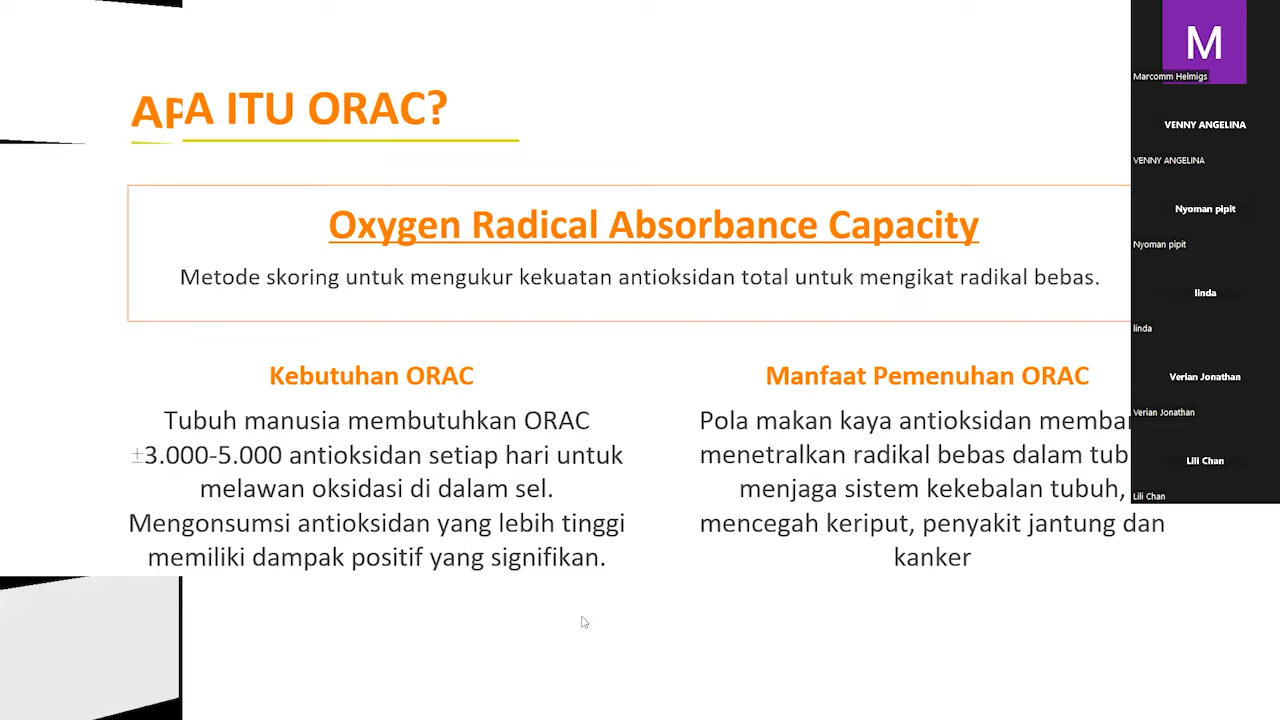 APA ITU ORAC?
Oxygen Radical Absorbance Capacity
Metode skoring untuk mengukur kekuatan antioksidan total untuk mengikat radikal bebas.
Kebutuhan ORAC
Tubuh manusia membutuhkan ORAC
±3.000-5.000 antioksidan setiap hari untuk
melawan oksidasi di dalam sel.
Mengonsumsi antioksidan yang lebih tinggi
memiliki dampak positif yang signifikan.
Manfaat Pemenuhan ORAC
Pola makan kaya antioksidan
menetralkan radikal bebas dalam
menjaga sistem kekebalan tubuh,
mencegah keriput, penyakit jantung dan
kanker
M
Marcomm Helmigs
VENNY ANGELINA
VENNY ANGELINA
Nyoman pipit
Nyoman pipit
linda
linda
Verian Jonathan
Verian Jonathan
Lili Chan
Lili Chan